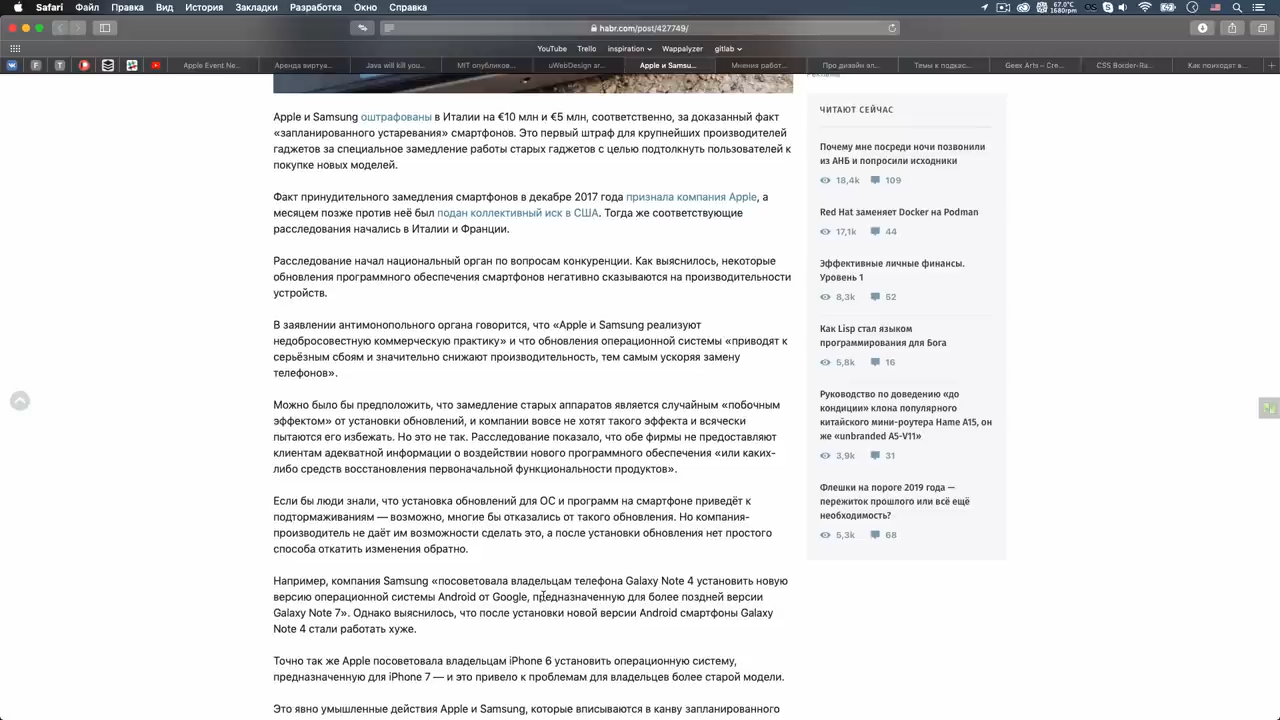 Safari Файл Правка Вид История Закладки Разработка Окно Справка
67.0°C
1680rpm
habr.com/post/427749/
YouTube Trello inspiration Wappalyzer gitlab
Apple Event Ne... Аренда виртуа... Java will kill you... MIT опубликов... uWebDesign ar... Apple и Samsu... Мнения работ... Про дизайн-эл... Темы к подкас... Geex Arts – Cre... CSS Border-Ra... Как приходят в...
Реклама
Apple и Samsung оштрафованы в Италии на €10 млн и €5 млн, соответственно, за доказанный факт
«запланированного устаревания» смартфонов. Это первый штраф для крупнейших производителей
гаджетов за специальное замедление работы старых гаджетов с целью подтолкнуть пользователей к
покупке новых моделей.
Факт принудительного замедления смартфонов в декабре 2017 года признала компания Apple, а
месяцем позже против неё был подан коллективный иск в США. Тогда же соответствующие
расследования начались в Италии и Франции.
Расследование начал национальный орган по вопросам конкуренции. Как выяснилось, некоторые
обновления программного обеспечения смартфонов негативно сказываются на производительности
устройств.
В заявлении антимонопольного органа говорится, что «Apple и Samsung реализуют
недобросовестную коммерческую практику» и что обновления операционной системы «приводят к
серьёзным сбоям и значительно снижают производительность, тем самым ускоряя замену
телефонов».
Можно было бы предположить, что замедление старых аппаратов является случайным «побочным
эффектом» от установки обновлений, и компании вовсе не хотят такого эффекта и всячески
пытаются его избежать. Но это не так. Расследование показало, что обе фирмы не предоставляют
клиентам адекватной информации о воздействии нового программного обеспечения «или каких-
либо средств восстановления первоначальной функциональности продуктов».
Если бы люди знали, что установка обновлений для ОС и программ на смартфоне приведёт к
подтормаживаниям — возможно, многие бы отказались от такого обновления. Но компания-
производитель не даёт им возможности сделать это, а после установки обновления нет простого
способа откатить изменения обратно.
Например, компания Samsung «посоветовала владельцам телефона Galaxy Note 4 установить новую
версию операционной системы Android от Google, предназначенную для более поздней версии
Galaxy Note 7». Однако выяснилось, что после установки новой версии Android смартфоны Galaxy
Note 4 стали работать хуже.
Точно так же Apple посоветовала владельцам iPhone 6 установить операционную систему,
предназначенную для iPhone 7 — и это привело к проблемам для владельцев более старой модели.
Это явно умышленные действия Apple и Samsung, которые вписываются в канву запланированного
ЧИТАЮТ СЕЙЧАС
Почему мне посреди ночи позвонили
из АНБ и попросили исходники
18,4k 109
Red Hat заменяет Docker на Podman
17,1k 44
Эффективные личные финансы.
Уровень 1
8,3k 52
Как Lisp стал языком
программирования для Бога
5,8k 16
Руководство по доведению «до
кондиции» клона популярного
китайского мини-роутера Hame A15, он
же «unbranded A5-V11»
3,9k 31
Флешки на пороге 2019 года —
пережиток прошлого или всё ещё
необходимость?
5,3k 68